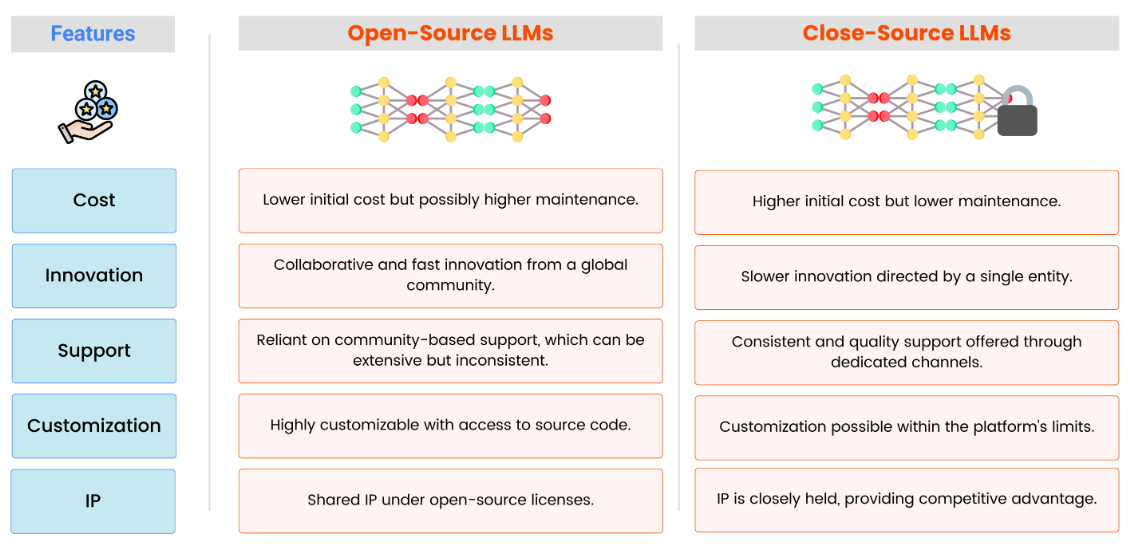 Features
Open-Source LLMs
Close-Source LLMs
Cost
Lower initial cost but possibly higher maintenance.
Higher initial cost but lower maintenance.
Innovation
Collaborative and fast innovation from a global
community.
Slower innovation directed by a single entity.
Support
Reliant on community-based support, which can be
extensive but inconsistent.
Consistent and quality support offered through
dedicated channels.
Customization
Highly customizable with access to source code.
Customization possible within the platform's limits.
IP
Shared IP under open-source licenses.
IP is closely held, providing competitive advantage.